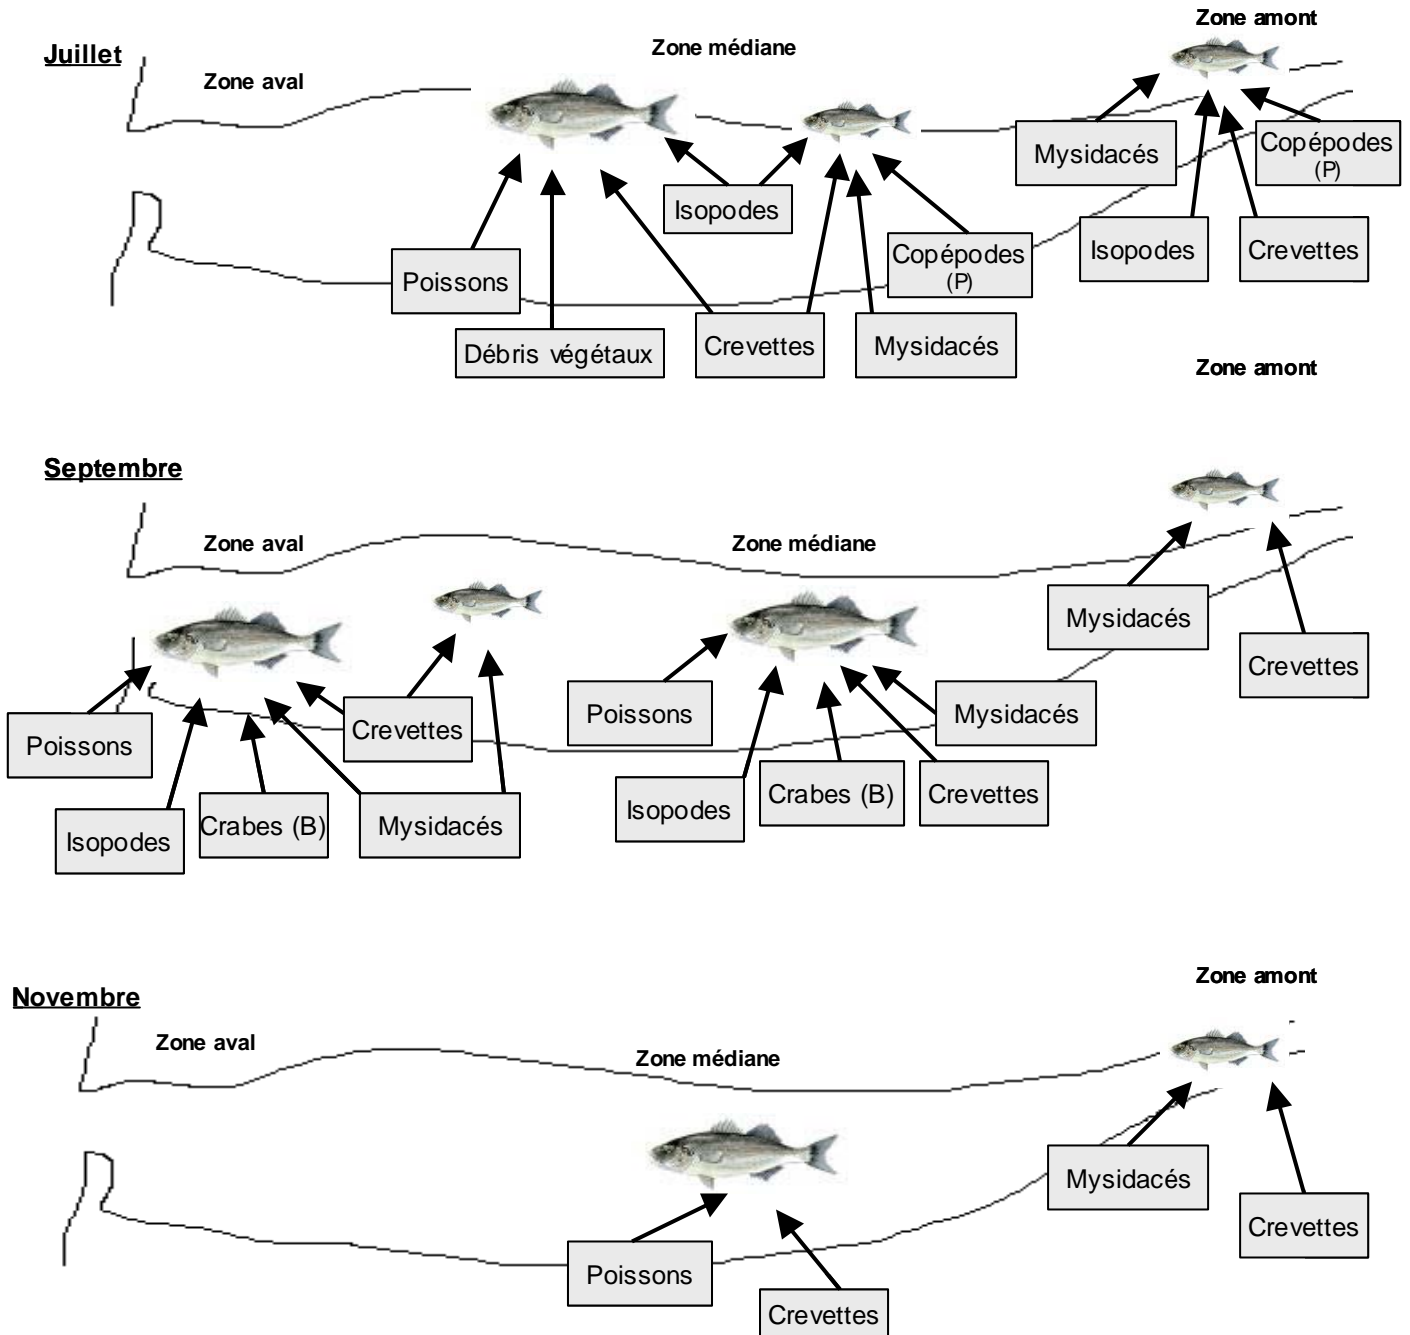 Zone amont
Juillet
Zone médiane
Zone aval
Mysidacés
Copépodes
(P)
Isopodes
Isopodes
Crevettes
Copépodes
(P)
Poissons
Débris végétaux
Crevettes
Mysidacés
Zone amont
Septembre
Zone aval
Zone médiane
Mysidacés
Crevettes
Poissons
Crevettes
Poissons
Mysidacés
Isopodes
Crabes (B)
Mysidacés
Isopodes
Crabes (B)
Crevettes
Zone amont
Novembre
Zone aval
Zone médiane
Mysidacés
Crevettes
Poissons
Crevettes